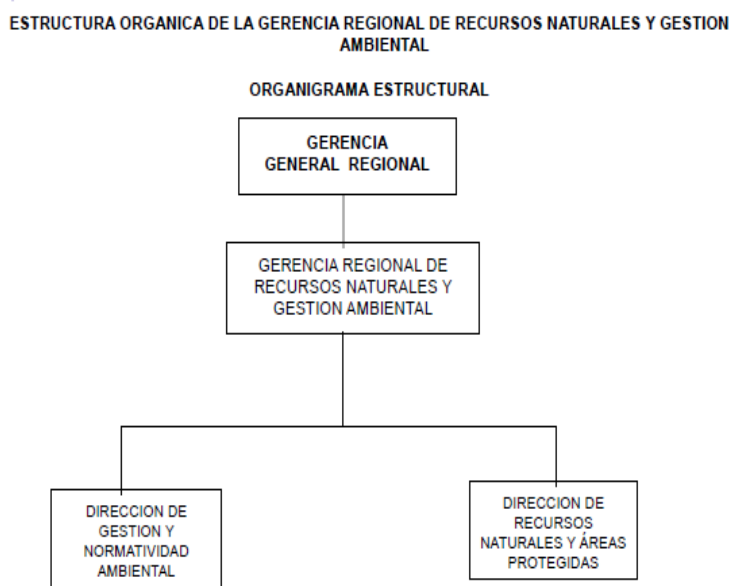 ESTRUCTURA ORGANICA DE LA GERENCIA REGIONAL DE RECURSOS NATURALES Y GESTION
AMBIENTAL
ORGANIGRAMA ESTRUCTURAL
GERENCIA
GENERAL REGIONAL
GERENCIA REGIONAL DE
RECURSOS NATURALES Y
GESTION AMBIENTAL
DIRECCION DE
GESTION Y
NORMATIVIDAD
AMBIENTAL
DIRECCION DE
RECURSOS
NATURALES Y ÁREAS
PROTEGIDAS